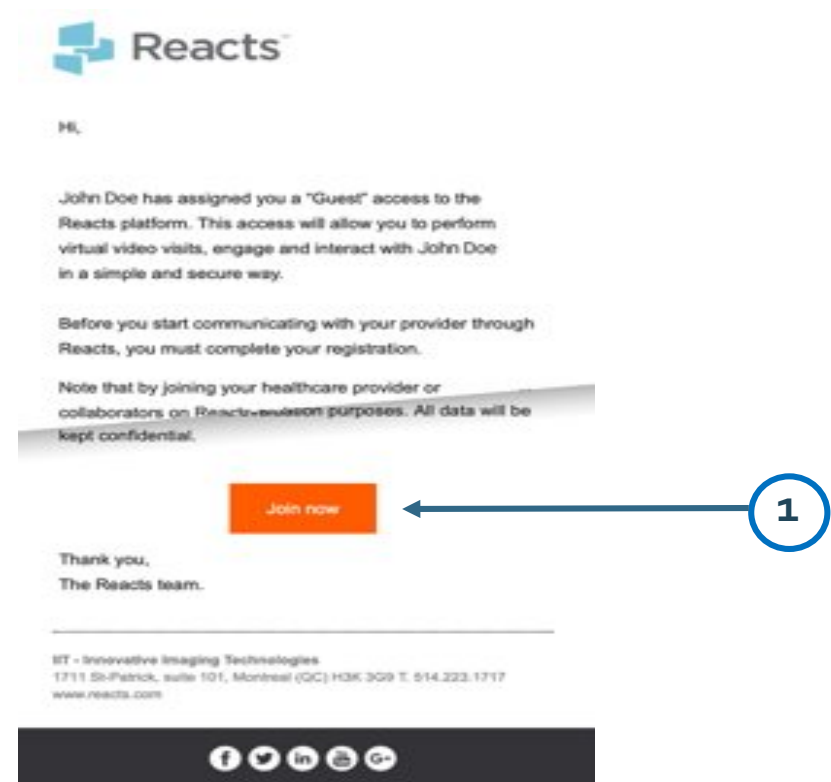 Reacts
Hi,
John Doe has assigned you a "Guest" access to the
Reacts platform. This access will allow you to perform
virtual video visits, engage and interact with John Doe
in a simple and secure way.
Before you start communicating with your provider through
Reacts, you must complete your registration.
Note that by joining your healthcare provider or
collaborators on purposes. All data will be
kept confidential.
Join now
1
Thank you,
The Reacts team.
IIT - Innovative Imaging Technologies
1711 St-Patrick, suite 101, Montreal (QC) H3K 3G9 T. 514.223.1717
www.reacts.com